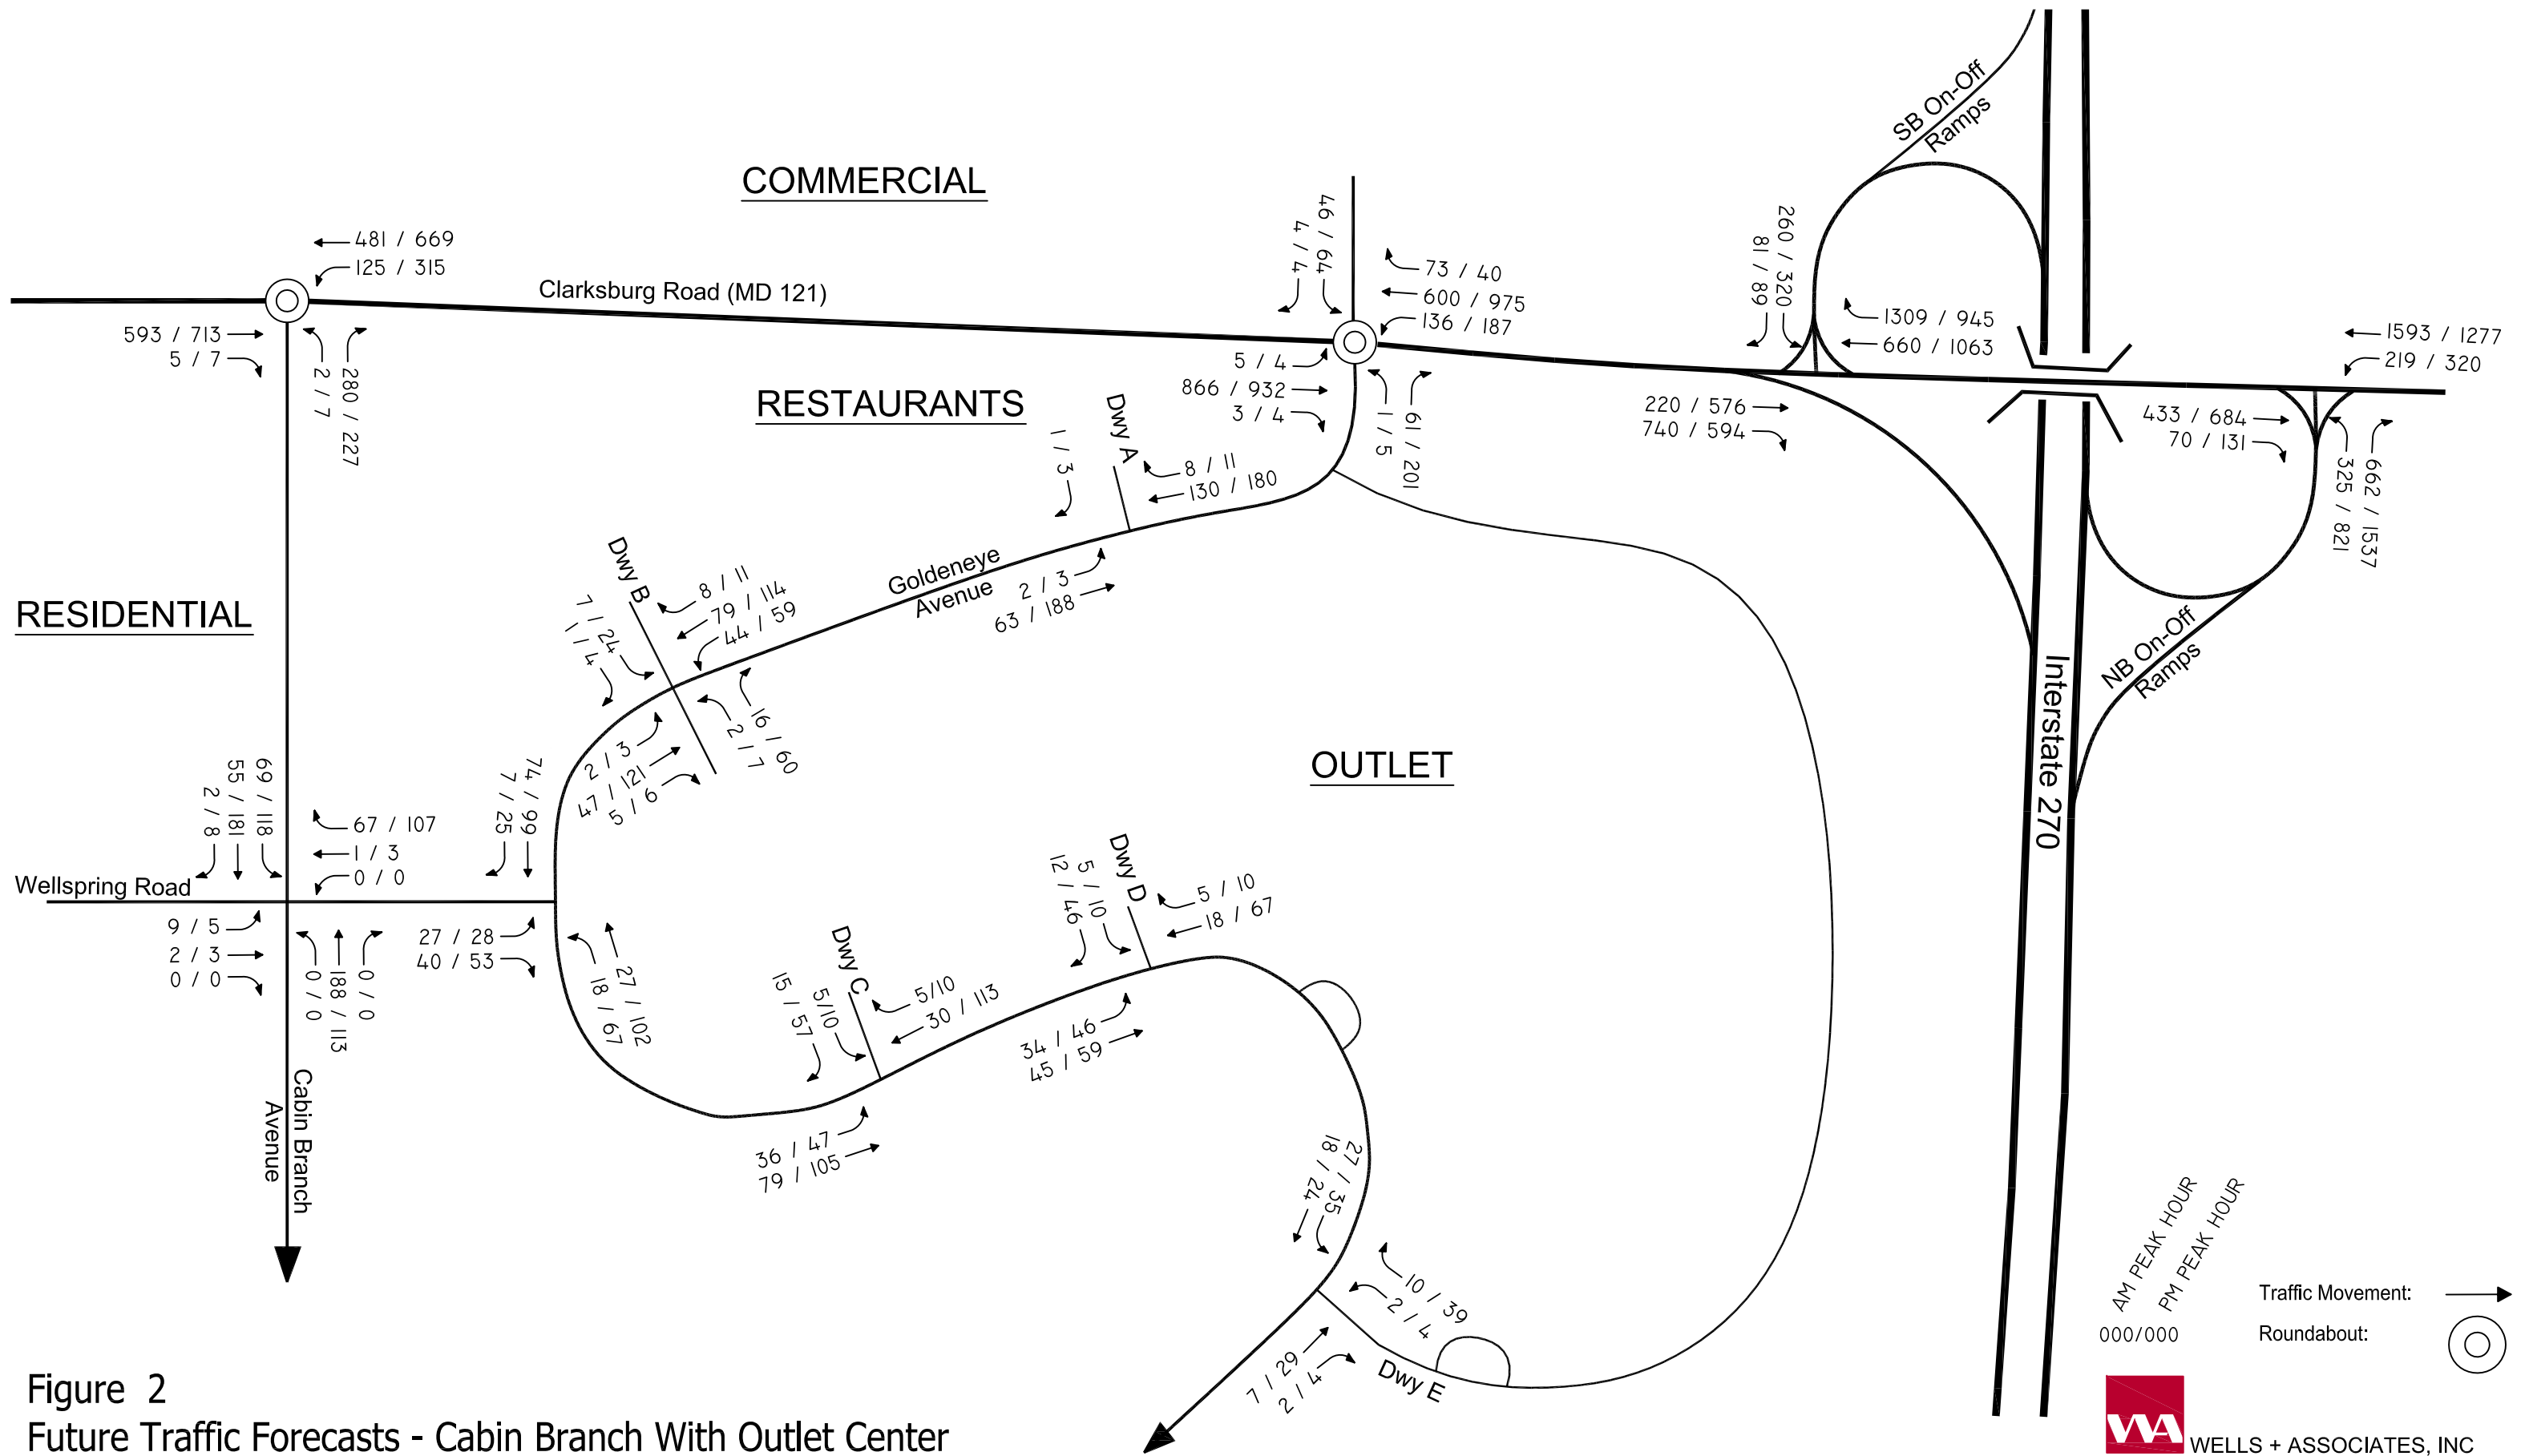 COMMERCIAL
SB On-Off
Ramps
481 / 669
125 / 315
Clarksburg Road (MD 121)
593 / 713
5 / 7
2 / 7
280 / 227
46 / 64
4 / 4
73 / 40
600 / 975
136 / 187
5 / 4
866 / 932
3 / 4
1 / 5
61 / 201
260 / 320
81 / 89
1309 / 945
660 / 1063
220 / 576
740 / 594
1593 / 1277
219 / 320
433 / 684
70 / 131
325 / 821
662 / 1537
RESTAURANTS
Dwy A
1 / 3
8 / 11
130 / 180
Goldeneye
Avenue
2 / 3
63 / 188
RESIDENTIAL
Dwy B
7 / 24
1 / 4
8 / 11
79 / 114
44 / 59
2 / 3
47 / 121
5 / 6
16 / 60
2 / 7
OUTLET
Interstate 270
NB On-Off
Ramps
69 / 118
55 / 181
2 / 8
67 / 107
1 / 3
0 / 0
74 / 99
7 / 25
Wellspring Road
9 / 5
2 / 3
0 / 0
0 / 0
188 / 113
0 / 0
27 / 28
40 / 53
27 / 102
18 / 67
Dwy C
5/10
15 / 57
5/10
30 / 113
36 / 47
79 / 105
Dwy D
5 / 10
12 / 46
5 / 10
18 / 67
34 / 46
45 / 59
Cabin Branch
Avenue
27 / 35
18 / 24
10 / 39
2 / 4
7 / 29
2 / 4
Dwy E
AM PEAK HOUR
PM PEAK HOUR
000/000
Traffic Movement:
Roundabout:
Figure 2
Future Traffic Forecasts - Cabin Branch With Outlet Center
WA
WELLS + ASSOCIATES, INC